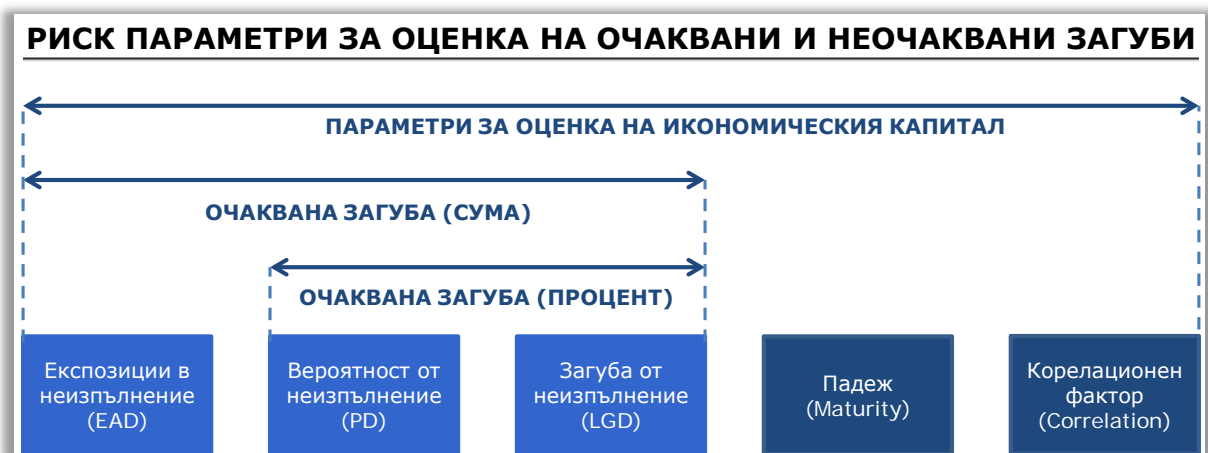 РИСК ПАРАМЕТРИ ЗА ОЦЕНКА НА ОЧАКВАНИ И НЕОЧАКВАНИ ЗАГУБИ
ПАРАМЕТРИ ЗА ОЦЕНКА НА ИКОНОМИЧЕСКИЯ КАПИТАЛ
ОЧАКВАНА ЗАГУБА (СУМА)
ОЧАКВАНА ЗАГУБА (ПРОЦЕНТ)
Експозиции в
неизпълнение
(EAD)
Вероятност от
неизпълнение
(PD)
Загуба от
неизпълнение
(LGD)
Падеж
(Maturity)
Корелационен
фактор
(Correlation)